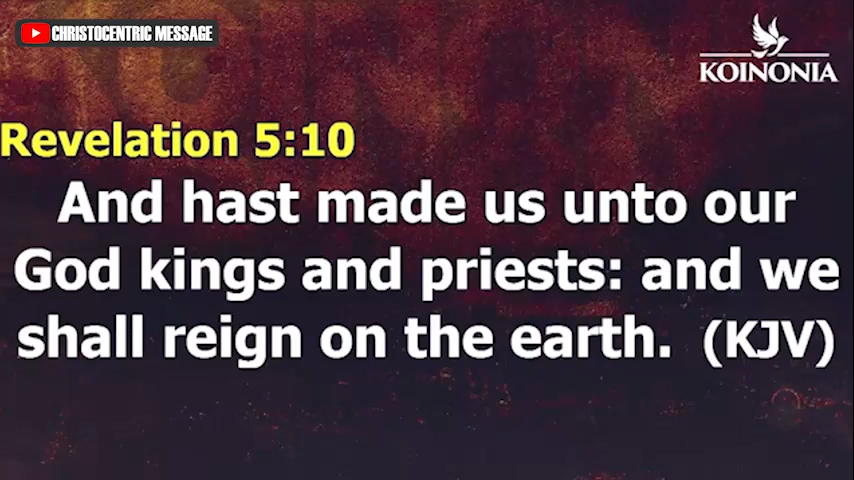 CHRISTOCENTRIC MESSAGE
KOINONIA
Revelation 5:10
And hast made us unto our
God kings and priests: and we
shall reign on the earth. (KJV)